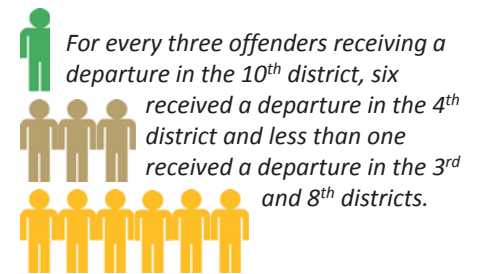 For every three offenders receiving a
departure in the 10th district, six
received a departure in the 4th
district and less than one
received a departure in the 3rd
and 8th districts.